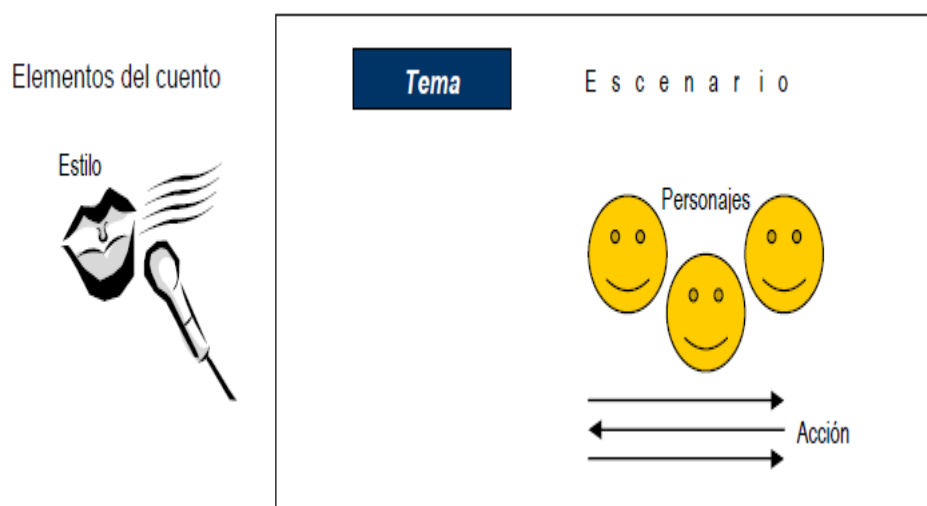 Elementos del cuento
Tema
E s c e n a r i o
Estilo
Personajes
Acción